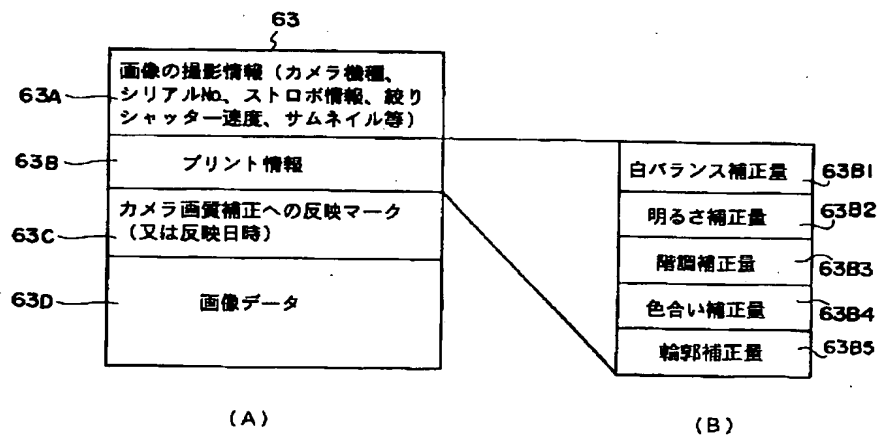 63
画像の撮影情報(カメラ機種、
シリアルNo、ストロボ情報、絞り
シャッター速度、サムネイル等)
63A
プリント情報
63B
カメラ画質補正への反映マーク
(又は反映日時)
63C
画像データ
63D
(A)
白バランス補正量
63B1
明るさ補正量
63B2
階調補正量
63B3
色合い補正量
63B4
輪郭補正量
63B5
(B)